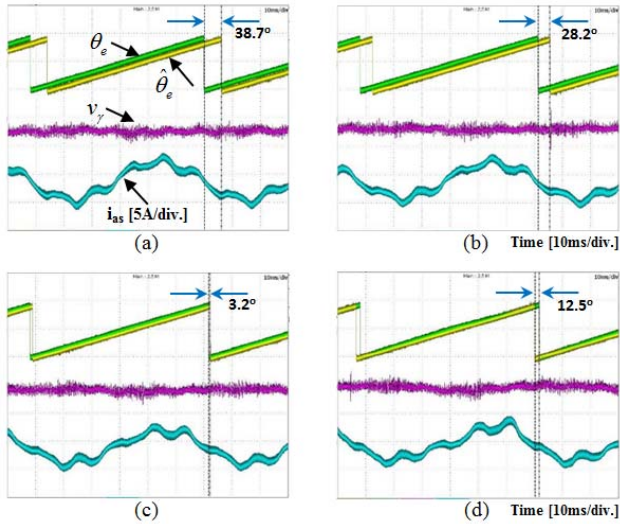 10ms/div
38.7°
θe
θ̂e
vγ
ias [5A/div.]
(a)
10ms/div
28.2°
(b)
Time [10ms/div.]
10ms/div
3.2°
(c)
10ms/div
12.5°
(d)
Time [10ms/div.]